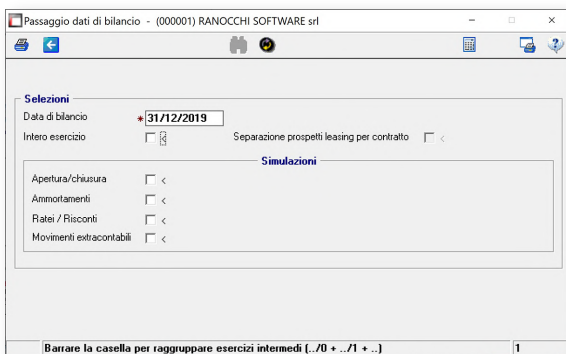 Passaggio dati di bilancio - (000001) RANOCCHI SOFTWARE srl
Selezioni
Data di bilancio * 31/12/2019
Intero esercizio < Separazione prospetti leasing per contratto <
Simulazioni
Apertura/chiusura <
Ammortamenti <
Ratei / Risconti <
Movimenti extracontabili <
Barrare la casella per raggruppare esercizi intermedi (../0 + ../1 + ..) 1